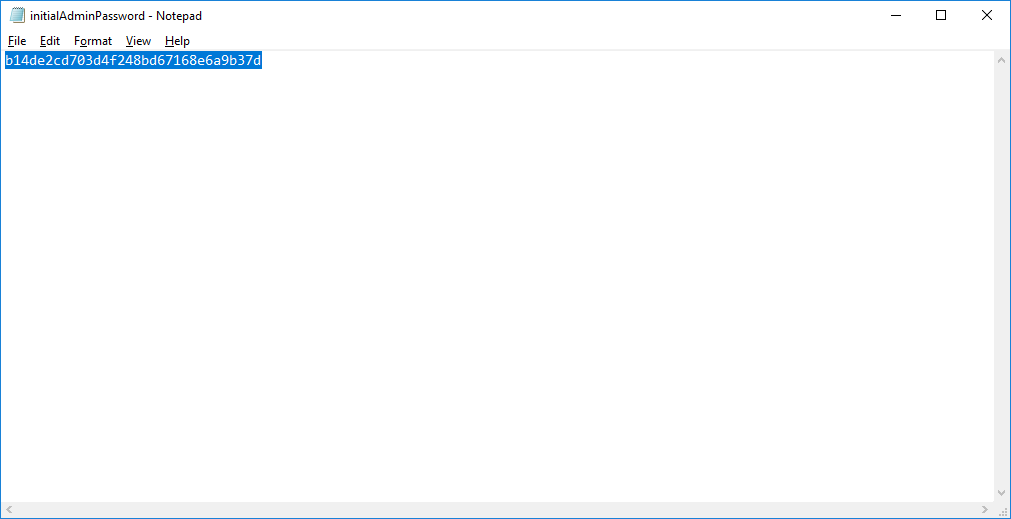 initialAdminPassword - Notepad
File Edit Format View Help
b14de2cd703d4f248bd67168e6a9b37d